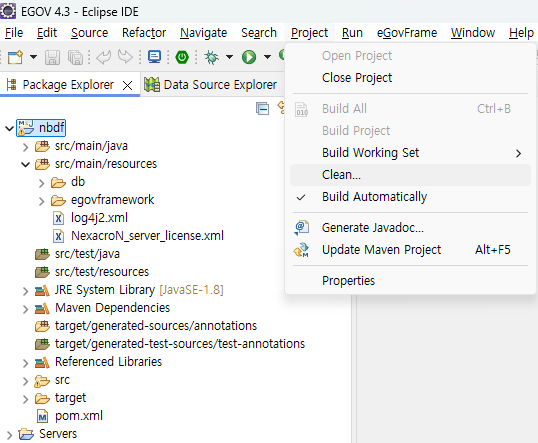 EGOV 4.3 - Eclipse IDE
File Edit Source Refactor Navigate Search Project Run eGovFrame Window Help
Package Explorer Data Source Explorer
nbdf
src/main/java
src/main/resources
db
egovframework
log4j2.xml
NexacroN_server_license.xml
src/test/java
src/test/resources
JRE System Library [JavaSE-1.8]
Maven Dependencies
target/generated-sources/annotations
target/generated-test-sources/test-annotations
Referenced Libraries
src
target
pom.xml
Servers
Open Project
Close Project
Build All Ctrl+B
Build Project
Build Working Set
Clean...
Build Automatically
Generate Javadoc...
Update Maven Project Alt+F5
Properties